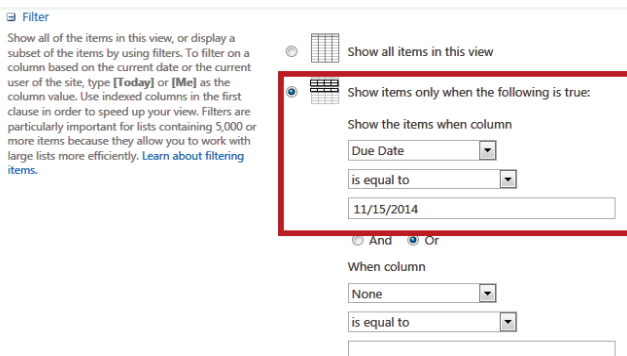 Filter
Show all of the items in this view, or display a
subset of the items by using filters. To filter on a
column based on the current date or the current
user of the site, type [Today] or [Me] as the
column value. Use indexed columns in the first
clause in order to speed up your view. Filters are
particularly important for lists containing 5,000 or
more items because they allow you to work with
large lists more efficiently. Learn about filtering
items.
Show all items in this view
Show items only when the following is true:
Show the items when column
Due Date
is equal to
11/15/2014
And Or
When column
None
is equal to